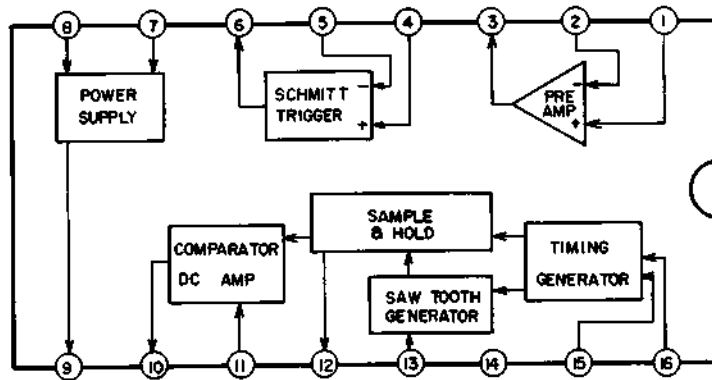 8 7 6 5 4 3 2 1
POWER
SUPPLY
SCHMITT
TRIGGER
−
+
PRE
AMP
−
+
SAMPLE
& HOLD
COMPARATOR
DC AMP
TIMING
GENERATOR
SAW TOOTH
GENERATOR
9 10 11 12 13 14 15 16